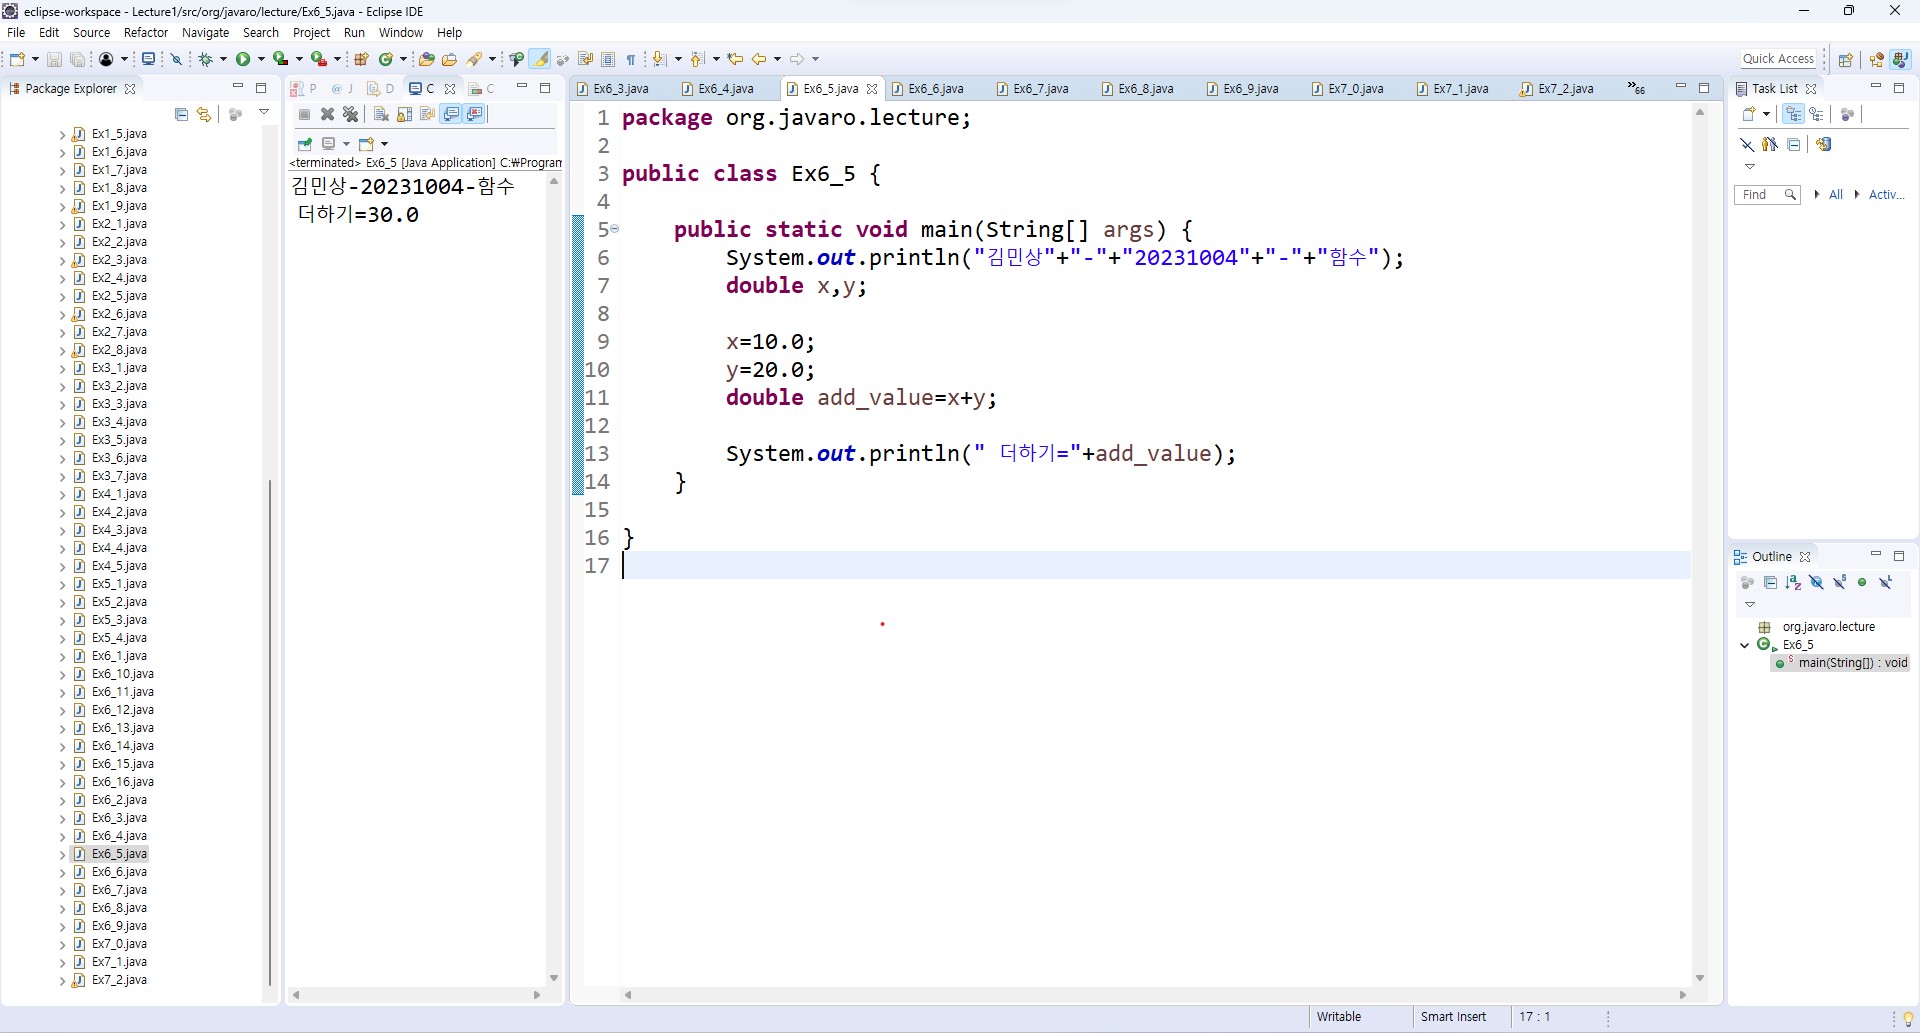 eclipse-workspace - Lecture1/src/org/javaro/lecture/Ex6_5.java - Eclipse IDE
File Edit Source Refactor Navigate Search Project Run Window Help
Quick Access
Package Explorer
Ex1_5.java
Ex1_6.java
Ex1_7.java
Ex1_8.java
Ex1_9.java
Ex2_1.java
Ex2_2.java
Ex2_3.java
Ex2_4.java
Ex2_5.java
Ex2_6.java
Ex2_7.java
Ex2_8.java
Ex3_1.java
Ex3_2.java
Ex3_3.java
Ex3_4.java
Ex3_5.java
Ex3_6.java
Ex3_7.java
Ex4_1.java
Ex4_2.java
Ex4_3.java
Ex4_4.java
Ex4_5.java
Ex5_1.java
Ex5_2.java
Ex5_3.java
Ex5_4.java
Ex6_1.java
Ex6_10.java
Ex6_11.java
Ex6_12.java
Ex6_13.java
Ex6_14.java
Ex6_15.java
Ex6_16.java
Ex6_2.java
Ex6_3.java
Ex6_4.java
Ex6_5.java
Ex6_6.java
Ex6_7.java
Ex6_8.java
Ex6_9.java
Ex7_0.java
Ex7_1.java
Ex7_2.java
P @ J D C C
<terminated> Ex6_5 [Java Application] C:₩Program
김민상-20231004-함수
더하기=30.0
Ex6_3.java Ex6_4.java Ex6_5.java Ex6_6.java Ex6_7.java Ex6_8.java Ex6_9.java Ex7_0.java Ex7_1.java Ex7_2.java »66
1 package org.javaro.lecture;
2
3 public class Ex6_5 {
4
5 public static void main(String[] args) {
6 System.out.println("김민상"+"-"+"20231004"+"-"+"함수");
7 double x,y;
8
9 x=10.0;
10 y=20.0;
11 double add_value=x+y;
12
13 System.out.println(" 더하기="+add_value);
14 }
15
16 }
17
Task List
Find All Activ...
Outline
org.javaro.lecture
Ex6_5
main(String[]) : void
Writable Smart Insert 17 : 1